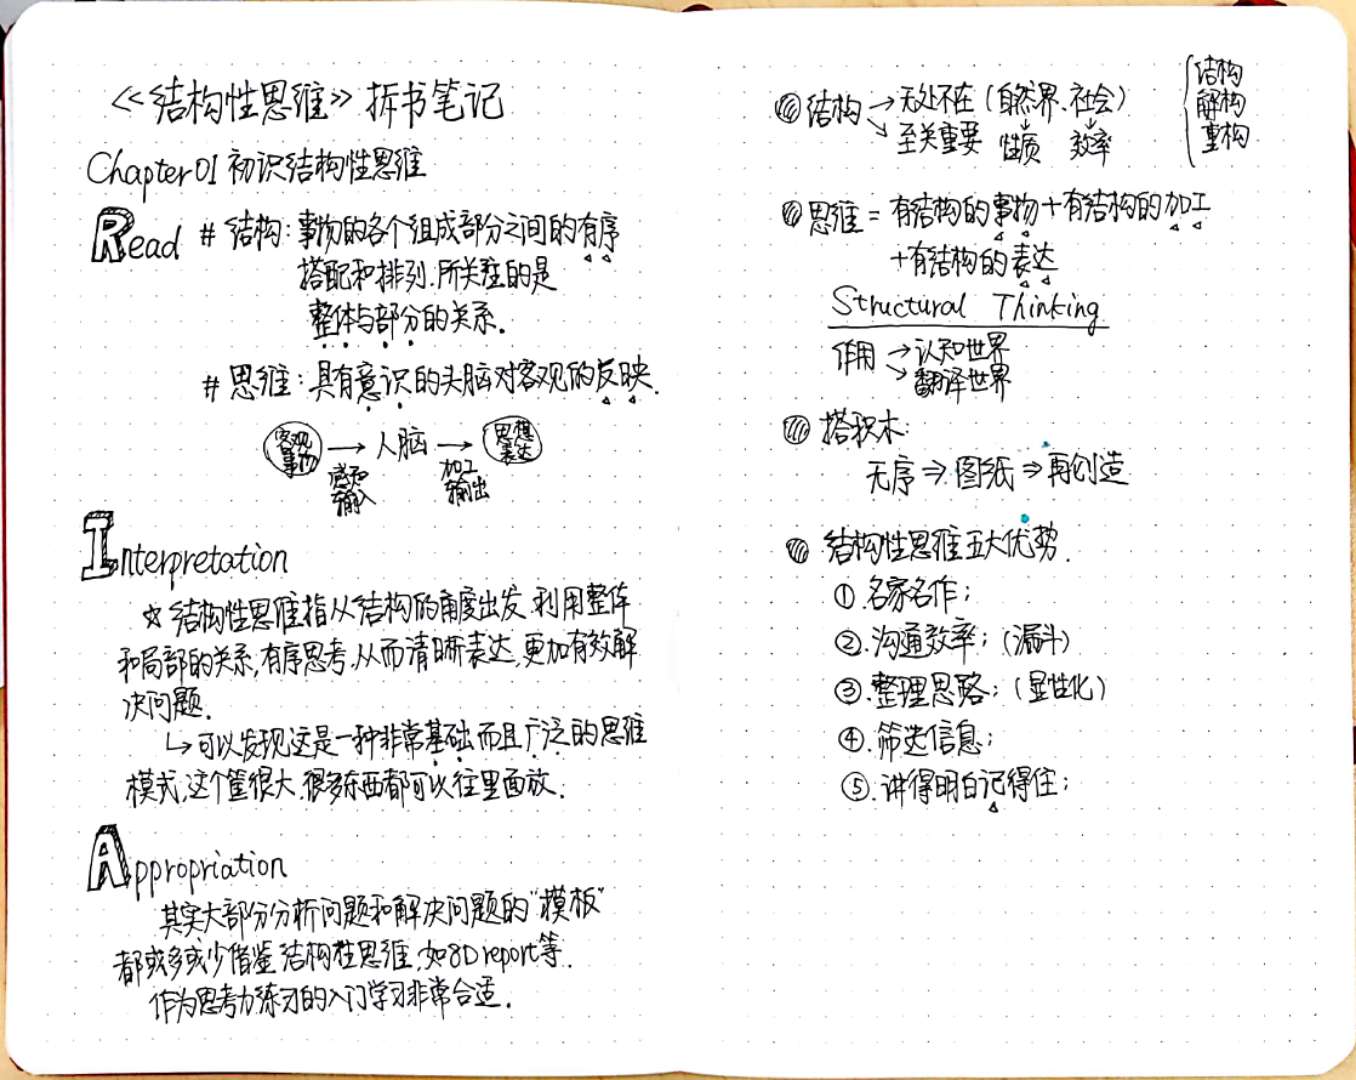 《结构性思维》拆书笔记
Chapter 01 初识结构性思维
Read # 结构：事物的各个组成部分之间的有序
搭配和排列.所关注的是
整体与部分的关系.
# 思维：具有意识的头脑对客观的反映.
客观事物 → 人脑 → 思想表达
感知输入 加工输出
Interpretation
☆ 结构性思维指从结构的角度出发.利用整体
和局部的关系,有序思考,从而清晰表达,更加有效解
决问题.
↳可以发现这是一种非常基础而且广泛的思维
模式,这个筐很大.很多东西都可以往里面放.
Appropriation
其实大部分分析问题和解决问题的"模板"
都或多或少借鉴结构性思维,如8D report等.
作为思考力练习的入门学习非常合适.
结构→无处不在（自然界.社会）
↘至关重要 性质 效率
{结构
解构
重构
思维 = 有结构的事物+有结构的加工
+有结构的表达
Structural Thinking
作用→认知世界
↘翻译世界
搭积木:
无序⇒图纸⇒再创造
结构性思维五大优势.
①.名家名作;
②.沟通效率;（漏斗）
③.整理思路;（显性化）
④.筛选信息;
⑤.讲得明白记得住;